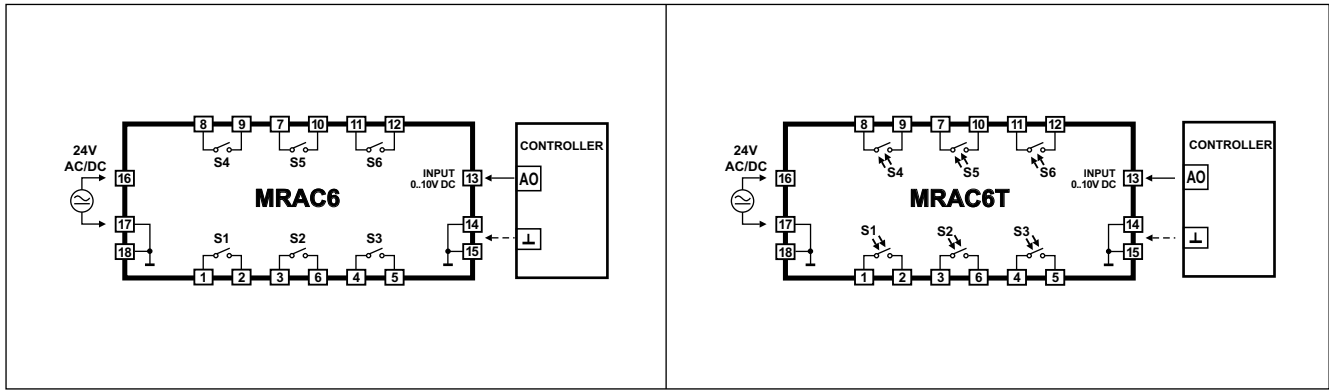 8 9 7 10 11 12
S4 S5 S6
24V
AC/DC
16
17
18
MRAC6
INPUT
0..10V DC
13
14
15
S1 S2 S3
1 2 3 6 4 5
CONTROLLER
AO
⊥
8 9 7 10 11 12
S4 S5 S6
24V
AC/DC
16
17
18
MRAC6T
INPUT
0..10V DC
13
14
15
S1 S2 S3
1 2 3 6 4 5
CONTROLLER
AO
⊥